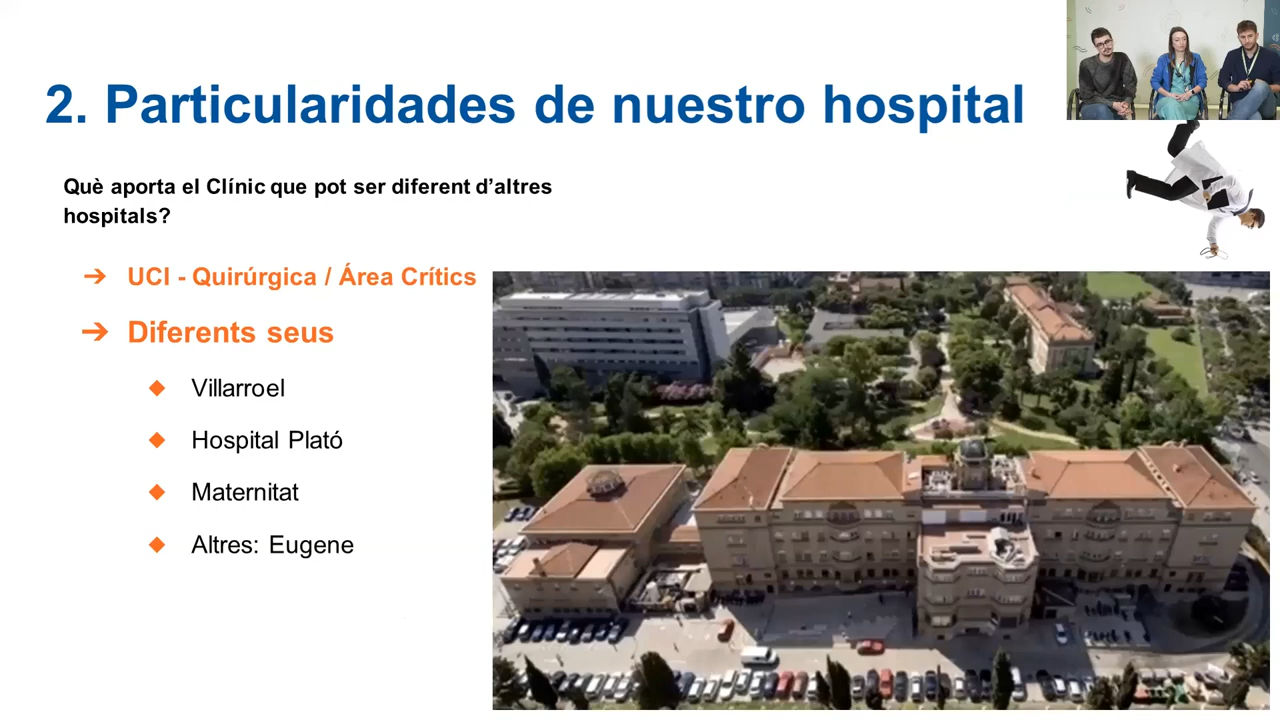 2. Particularidades de nuestro hospital
Què aporta el Clínic que pot ser diferent d’altres
hospitals?
➔ UCI - Quirúrgica / Área Crítics
➔ Diferents seus
◆ Villarroel
◆ Hospital Plató
◆ Maternitat
◆ Altres: Eugene